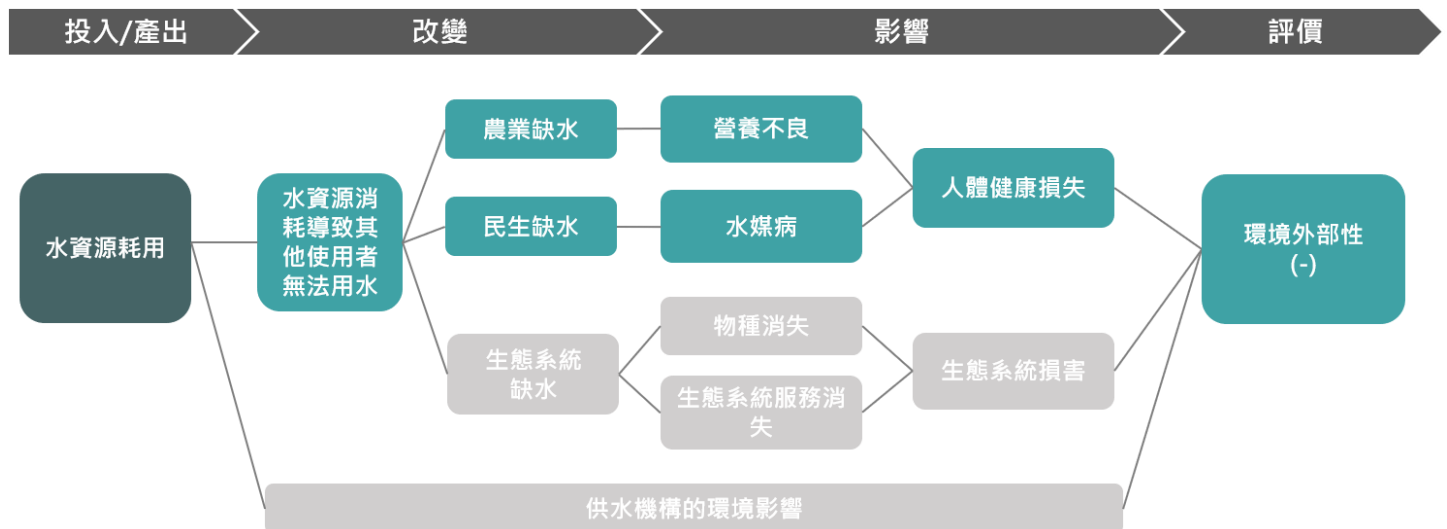 投入/產出
改變
影響
評價
水資源耗用
水資源消
耗導致其
他使用者
無法用水
農業缺水
民生缺水
生態系統
缺水
營養不良
水媒病
物種消失
生態系統服務消
失
人體健康損失
生態系統損害
環境外部性
(-)
供水機構的環境影響